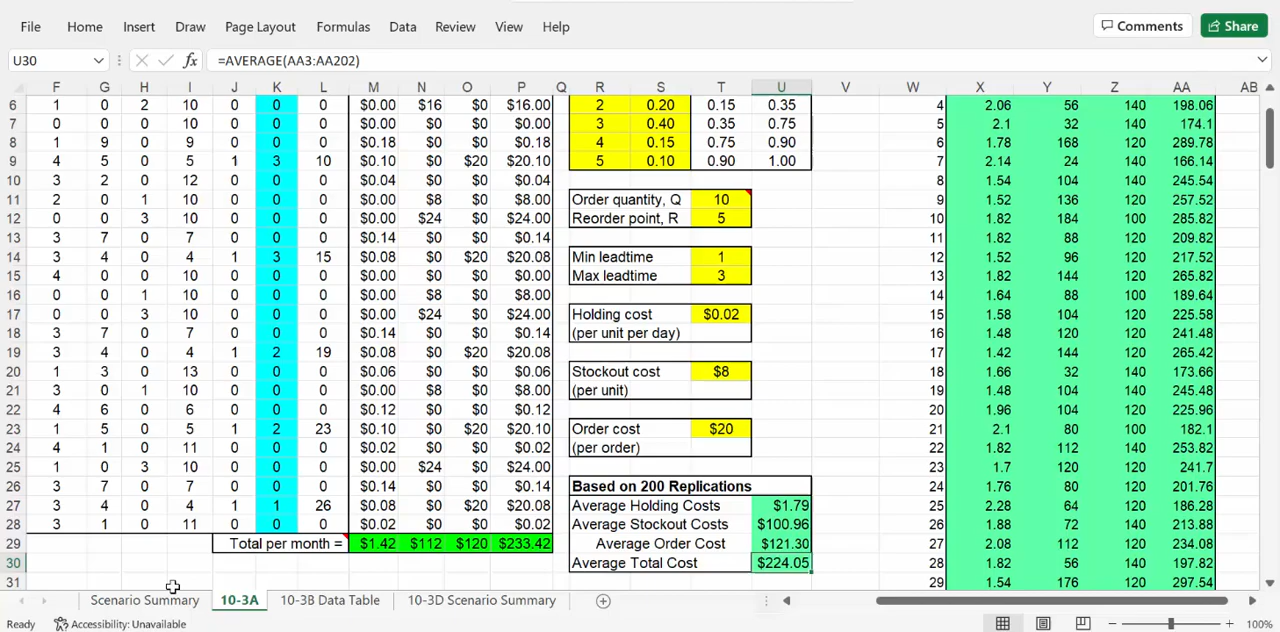 File Home Insert Draw Page Layout Formulas Data Review View Help Comments Share
U30 fx =AVERAGE(AA3:AA202)
F G H I J K L M N O P Q R S T U V W X Y Z AA AB
6 1 0 2 10 0 0 0 $0.00 $16 $0 $16.00 2 0.20 0.15 0.35 4 2.06 56 140 198.06
7 0 0 0 10 0 0 0 $0.00 $0 $0 $0.00 3 0.40 0.35 0.75 5 2.1 32 140 174.1
8 1 9 0 9 0 0 0 $0.18 $0 $0 $0.18 4 0.15 0.75 0.90 6 1.78 168 120 289.78
9 4 5 0 5 1 3 10 $0.10 $0 $20 $20.10 5 0.10 0.90 1.00 7 2.14 24 140 166.14
10 3 2 0 12 0 0 0 $0.04 $0 $0 $0.04 8 1.54 104 140 245.54
11 2 0 1 10 0 0 0 $0.00 $8 $0 $8.00 Order quantity, Q 10 9 1.52 136 120 257.52
12 0 0 3 10 0 0 0 $0.00 $24 $0 $24.00 Reorder point, R 5 10 1.82 184 100 285.82
13 3 7 0 7 0 0 0 $0.14 $0 $0 $0.14 11 1.82 88 120 209.82
14 3 4 0 4 1 3 15 $0.08 $0 $20 $20.08 Min leadtime 1 12 1.52 96 120 217.52
15 4 0 0 10 0 0 0 $0.00 $0 $0 $0.00 Max leadtime 3 13 1.82 144 120 265.82
16 0 0 1 10 0 0 0 $0.00 $8 $0 $8.00 14 1.64 88 100 189.64
17 0 0 3 10 0 0 0 $0.00 $24 $0 $24.00 Holding cost $0.02 15 1.58 104 120 225.58
18 3 7 0 7 0 0 0 $0.14 $0 $0 $0.14 (per unit per day) 16 1.48 120 120 241.48
19 3 4 0 4 1 2 19 $0.08 $0 $20 $20.08 17 1.42 144 120 265.42
20 1 3 0 13 0 0 0 $0.06 $0 $0 $0.06 Stockout cost $8 18 1.66 32 140 173.66
21 3 0 1 10 0 0 0 $0.00 $8 $0 $8.00 (per unit) 19 1.48 104 140 245.48
22 4 6 0 6 0 0 0 $0.12 $0 $0 $0.12 20 1.96 104 120 225.96
23 1 5 0 5 1 2 23 $0.10 $0 $20 $20.10 Order cost $20 21 2.1 80 100 182.1
24 4 1 0 11 0 0 0 $0.02 $0 $0 $0.02 (per order) 22 1.82 112 140 253.82
25 1 0 3 10 0 0 0 $0.00 $24 $0 $24.00 23 1.7 120 120 241.7
26 3 7 0 7 0 0 0 $0.14 $0 $0 $0.14 Based on 200 Replications 24 1.76 80 120 201.76
27 3 4 0 4 1 1 26 $0.08 $0 $20 $20.08 Average Holding Costs $1.79 25 2.28 64 120 186.28
28 3 1 0 11 0 0 0 $0.02 $0 $0 $0.02 Average Stockout Costs $100.96 26 1.88 72 140 213.88
29 Total per month = $1.42 $112 $120 $233.42 Average Order Cost $121.30 27 2.08 112 120 234.08
30 Average Total Cost $224.05 28 1.82 56 140 197.82
31 29 1.54 176 120 297.54
Scenario Summary 10-3A 10-3B Data Table 10-3D Scenario Summary
Ready Accessibility: Unavailable 100%